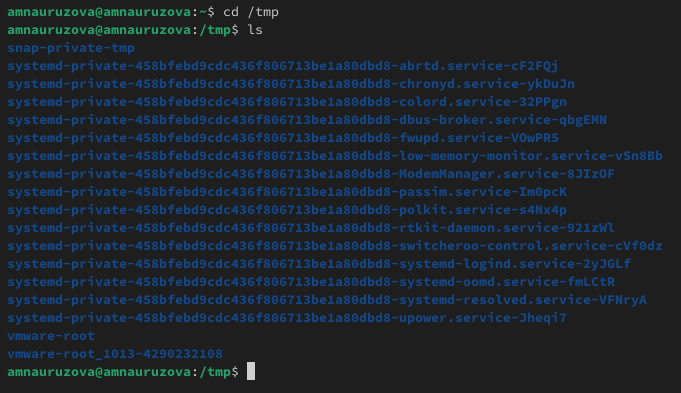 amnauruzova@amnauruzova:~$ cd /tmp
amnauruzova@amnauruzova:/tmp$ ls
snap-private-tmp
systemd-private-458bfebd9cdc436f806713be1a80dbd8-abrtd.service-cF2FQj
systemd-private-458bfebd9cdc436f806713be1a80dbd8-chronyd.service-ykDuJn
systemd-private-458bfebd9cdc436f806713be1a80dbd8-colord.service-32PPgn
systemd-private-458bfebd9cdc436f806713be1a80dbd8-dbus-broker.service-qbgEMN
systemd-private-458bfebd9cdc436f806713be1a80dbd8-fwupd.service-VOwPR5
systemd-private-458bfebd9cdc436f806713be1a80dbd8-low-memory-monitor.service-vSn8Bb
systemd-private-458bfebd9cdc436f806713be1a80dbd8-ModemManager.service-8JIzOF
systemd-private-458bfebd9cdc436f806713be1a80dbd8-passim.service-Im0pcK
systemd-private-458bfebd9cdc436f806713be1a80dbd8-polkit.service-s4Nx4p
systemd-private-458bfebd9cdc436f806713be1a80dbd8-rtkit-daemon.service-921zWl
systemd-private-458bfebd9cdc436f806713be1a80dbd8-switcheroo-control.service-cVf0dz
systemd-private-458bfebd9cdc436f806713be1a80dbd8-systemd-logind.service-2yJGLf
systemd-private-458bfebd9cdc436f806713be1a80dbd8-systemd-oomd.service-fmLCtR
systemd-private-458bfebd9cdc436f806713be1a80dbd8-systemd-resolved.service-VFNryA
systemd-private-458bfebd9cdc436f806713be1a80dbd8-upower.service-Jheqi7
vmware-root
vmware-root_1013-4290232108
amnauruzova@amnauruzova:/tmp$